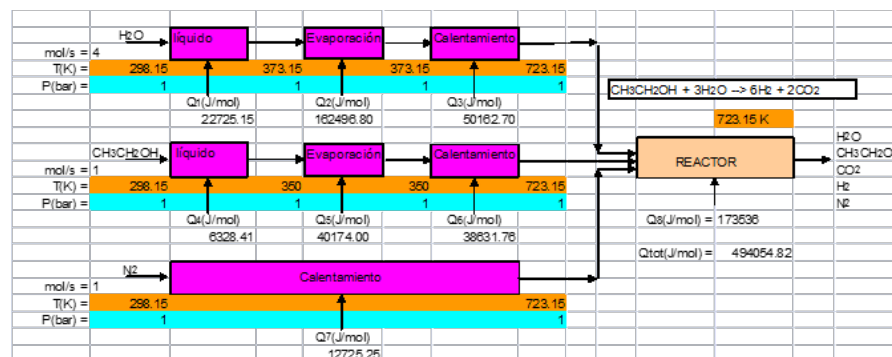 H2O
líquido
Evaporación
Calentamiento
mol/s = 4
T(K) = 298.15 373.15 373.15 723.15
P(bar) = 1 1 1 1
Q1(J/mol) Q2(J/mol) Q3(J/mol)
22725.15 162496.80 50162.70
CH3CH2OH + 3H2O --> 6H2 + 2CO2
723.15 K
CH3CH2OH
líquido
Evaporación
Calentamiento
mol/s = 1
T(K) = 298.15 350 350 723.15
P(bar) = 1 1 1 1
Q4(J/mol) Q5(J/mol) Q6(J/mol)
6328.41 40174.00 38631.76
REACTOR
H2O
CH3CH2O
CO2
H2
N2
Q8(J/mol) = 173536
Qtot(J/mol) = 494054.82
N2
Calentamiento
mol/s = 1
T(K) = 298.15 723.15
P(bar) = 1 1
Q7(J/mol)
12725.25